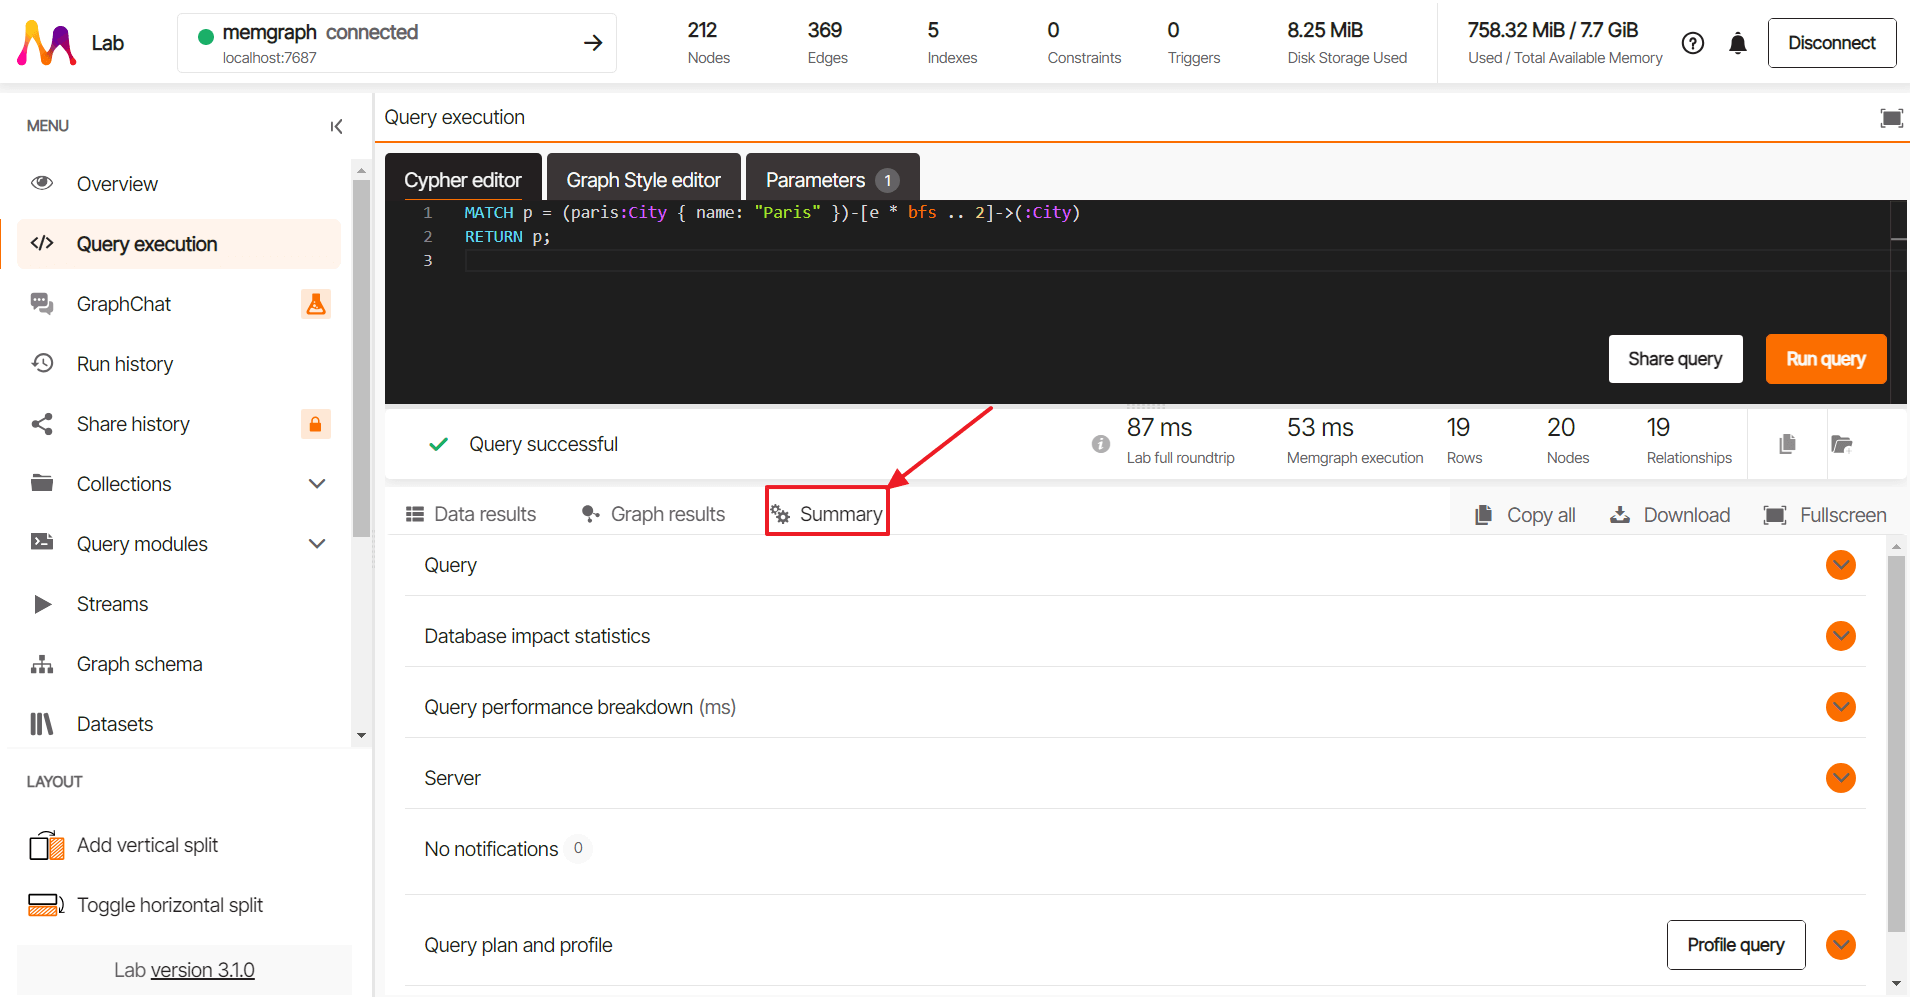 Lab
memgraph connected
localhost:7687
212
Nodes
369
Edges
5
Indexes
0
Constraints
0
Triggers
8.25 MiB
Disk Storage Used
758.32 MiB / 7.7 GiB
Used / Total Available Memory
Disconnect
MENU
Overview
Query execution
GraphChat
Run history
Share history
Collections
Query modules
Streams
Graph schema
Datasets
LAYOUT
Add vertical split
Toggle horizontal split
Lab version 3.1.0
Query execution
Cypher editor
Graph Style editor
Parameters 1
1 MATCH p = (paris:City { name: "Paris" })-[e * bfs .. 2]->(:City)
2 RETURN p;
3
Share query
Run query
Query successful
87 ms
Lab full roundtrip
53 ms
Memgraph execution
19
Rows
20
Nodes
19
Relationships
Data results
Graph results
Summary
Copy all
Download
Fullscreen
Query
Database impact statistics
Query performance breakdown (ms)
Server
No notifications 0
Query plan and profile
Profile query